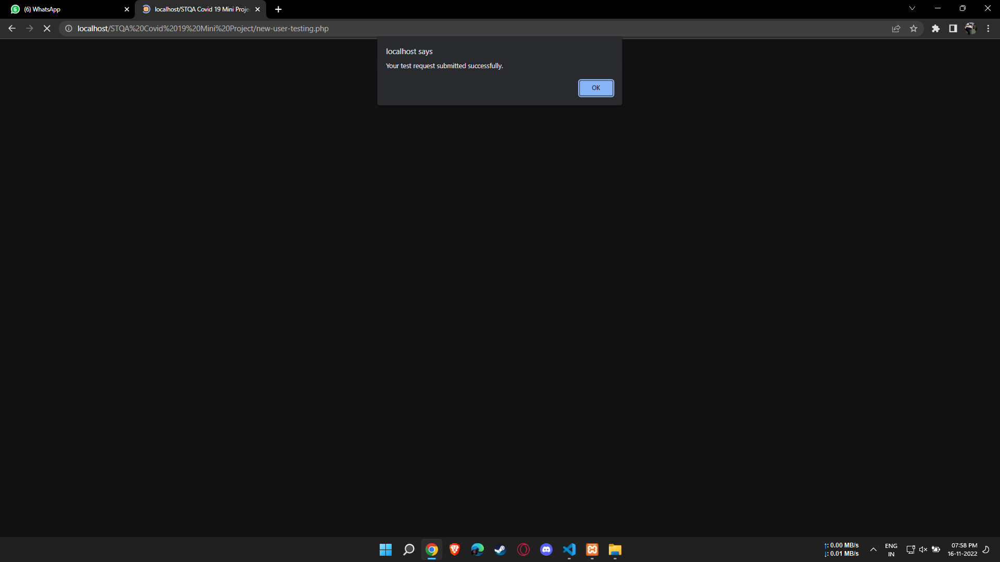 (6) WhatsApp
localhost/STQA Covid 19 Mini Proje
localhost/STQA%20Covid%2019%20Mini%20Project/new-user-testing.php
localhost says
Your test request submitted successfully.
OK
↑: 0.00 MB/s
↓: 0.01 MB/s
ENG
IN
07:58 PM
16-11-2022